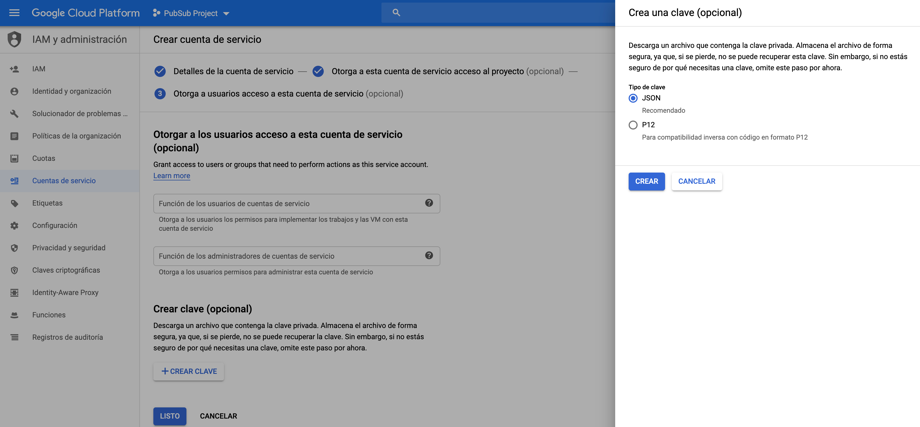 Google Cloud Platform
PubSub Project
IAM y administración
IAM
Identidad y organización
Solucionador de problemas ...
Políticas de la organización
Cuotas
Cuentas de servicio
Etiquetas
Configuración
Privacidad y seguridad
Claves criptográficas
Identity-Aware Proxy
Funciones
Registros de auditoría
Crear cuenta de servicio
Detalles de la cuenta de servicio — Otorga a esta cuenta de servicio acceso al proyecto (opcional) —
3 Otorga a usuarios acceso a esta cuenta de servicio (opcional)
Otorgar a los usuarios acceso a esta cuenta de servicio
(opcional)
Grant access to users or groups that need to perform actions as this service account.
Learn more
Función de los usuarios de cuentas de servicio
Otorga a los usuarios los permisos para implementar los trabajos y las VM con esta
cuenta de servicio
Función de los administradores de cuentas de servicio
Otorga a los usuarios permisos para administrar esta cuenta de servicio
Crear clave (opcional)
Descarga un archivo que contenga la clave privada. Almacena el archivo de forma
segura, ya que, si se pierde, no se puede recuperar la clave. Sin embargo, si no estás
seguro de por qué necesitas una clave, omite este paso por ahora.
+ CREAR CLAVE
LISTO CANCELAR
Crea una clave (opcional)
Descarga un archivo que contenga la clave privada. Almacena el archivo de forma
segura, ya que, si se pierde, no se puede recuperar esta clave. Sin embargo, si no estás
seguro de por qué necesitas una clave, omite este paso por ahora.
Tipo de clave
JSON
Recomendado
P12
Para compatibilidad inversa con código en formato P12
CREAR CANCELAR